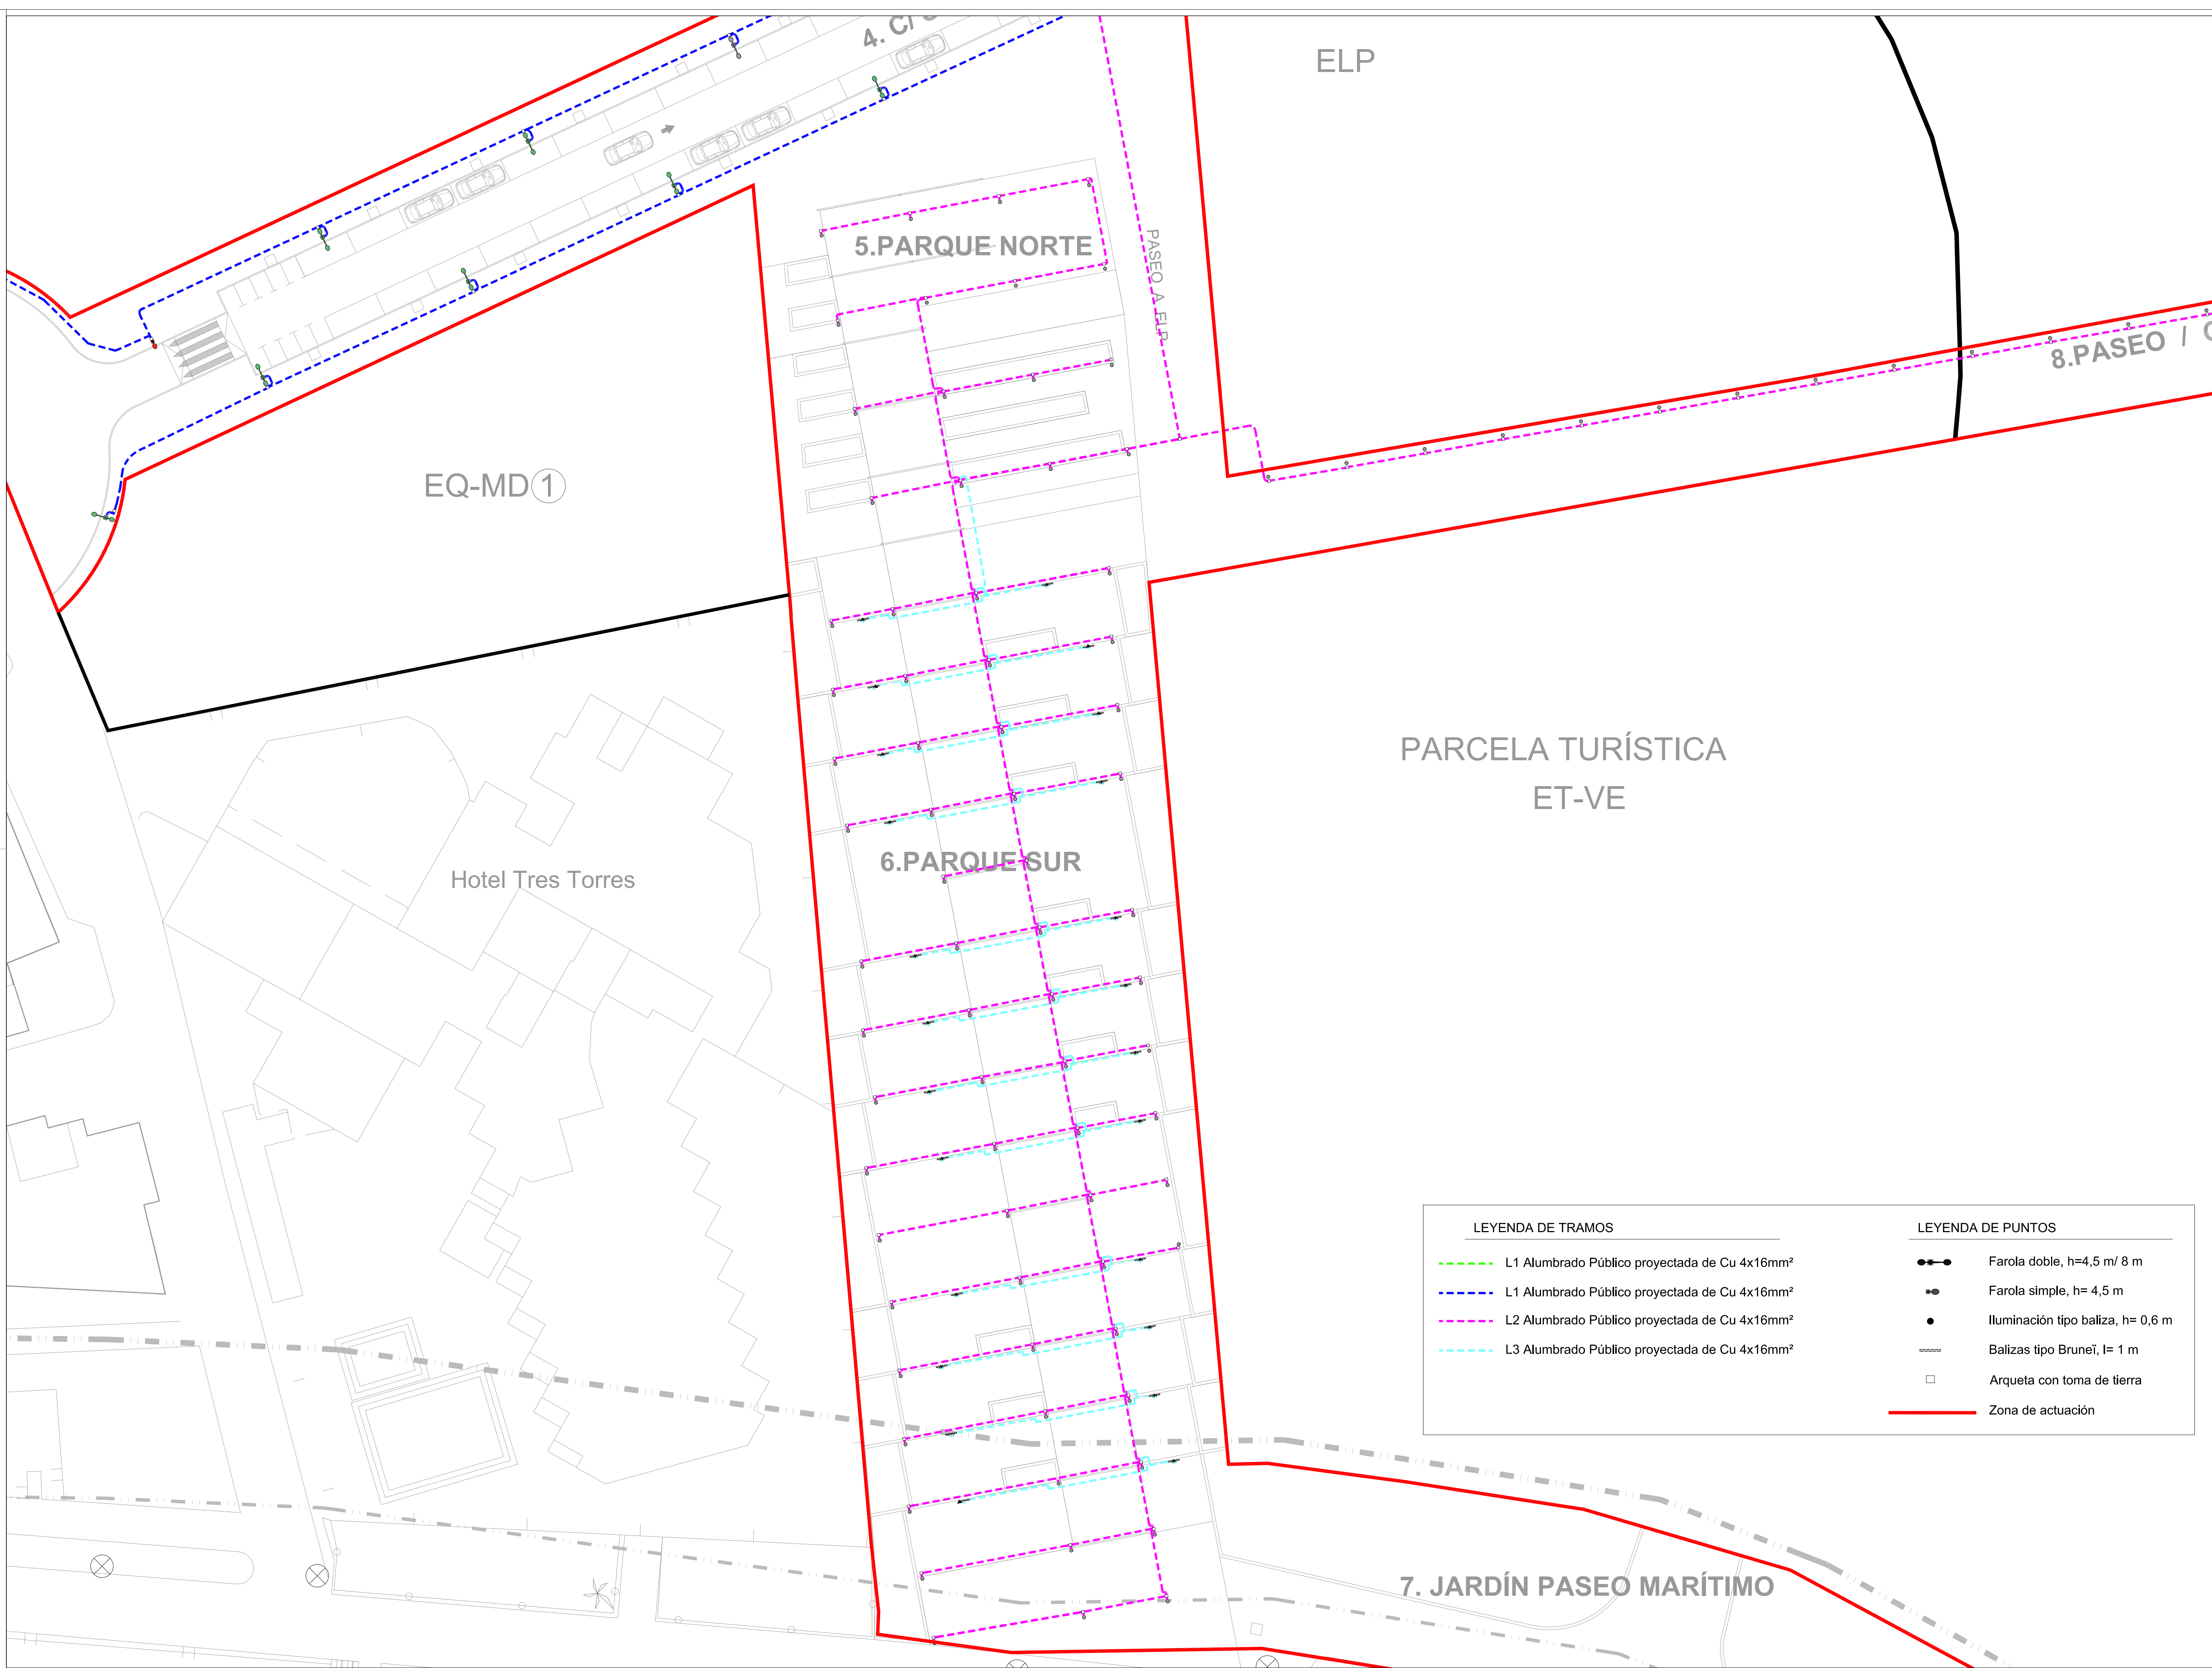 4. C/
ELP
5.PARQUE NORTE
PASEO A ELP
8.PASEO /
EQ-MD 1
PARCELA TURÍSTICA
ET-VE
Hotel Tres Torres
6.PARQUE SUR
LEYENDA DE TRAMOS
L1 Alumbrado Público proyectada de Cu 4x16mm²
L1 Alumbrado Público proyectada de Cu 4x16mm²
L2 Alumbrado Público proyectada de Cu 4x16mm²
L3 Alumbrado Público proyectada de Cu 4x16mm²
LEYENDA DE PUNTOS
Farola doble, h=4,5 m/ 8 m
Farola simple, h= 4,5 m
Iluminación tipo baliza, h= 0,6 m
Balizas tipo Bruneï, l= 1 m
Arqueta con toma de tierra
Zona de actuación
7. JARDÍN PASEO MARÍTIMO